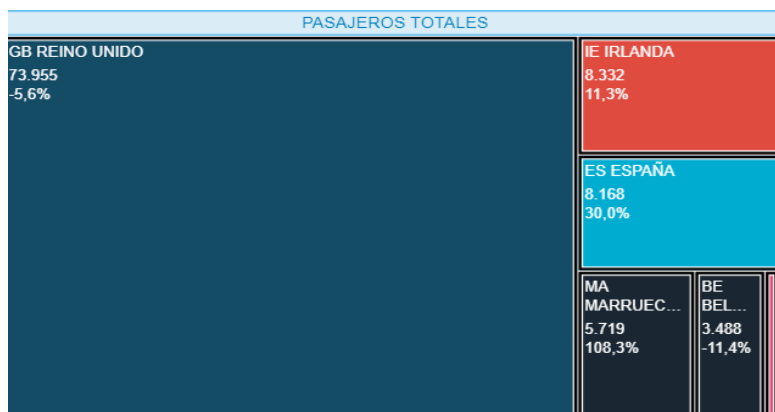 PASAJEROS TOTALES
GB REINO UNIDO
73.955
-5,6%
IE IRLANDA
8.332
11,3%
ES ESPAÑA
8.168
30,0%
MA
MARRUEC...
5.719
108,3%
BE
BEL...
3.488
-11,4%